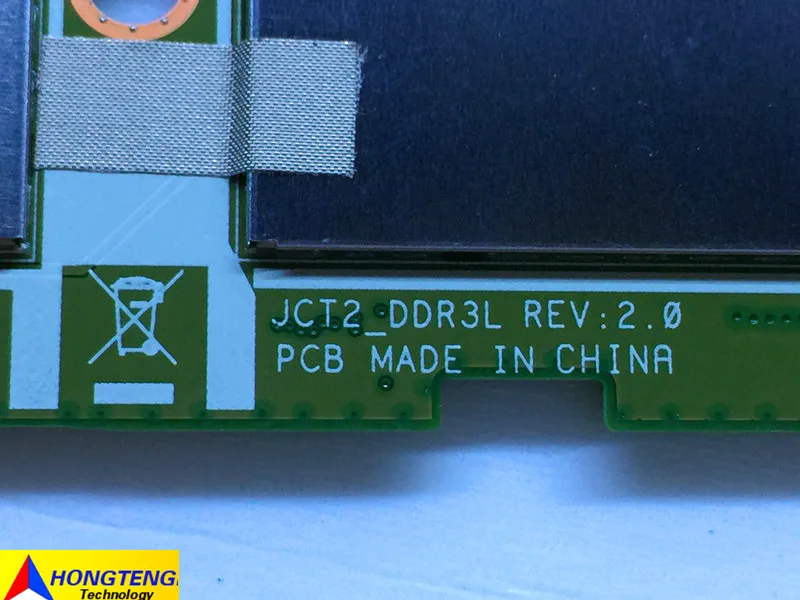 JCT2_DDR3L REV:2.0
PCB MADE IN CHINA
HONGTENG
Technology